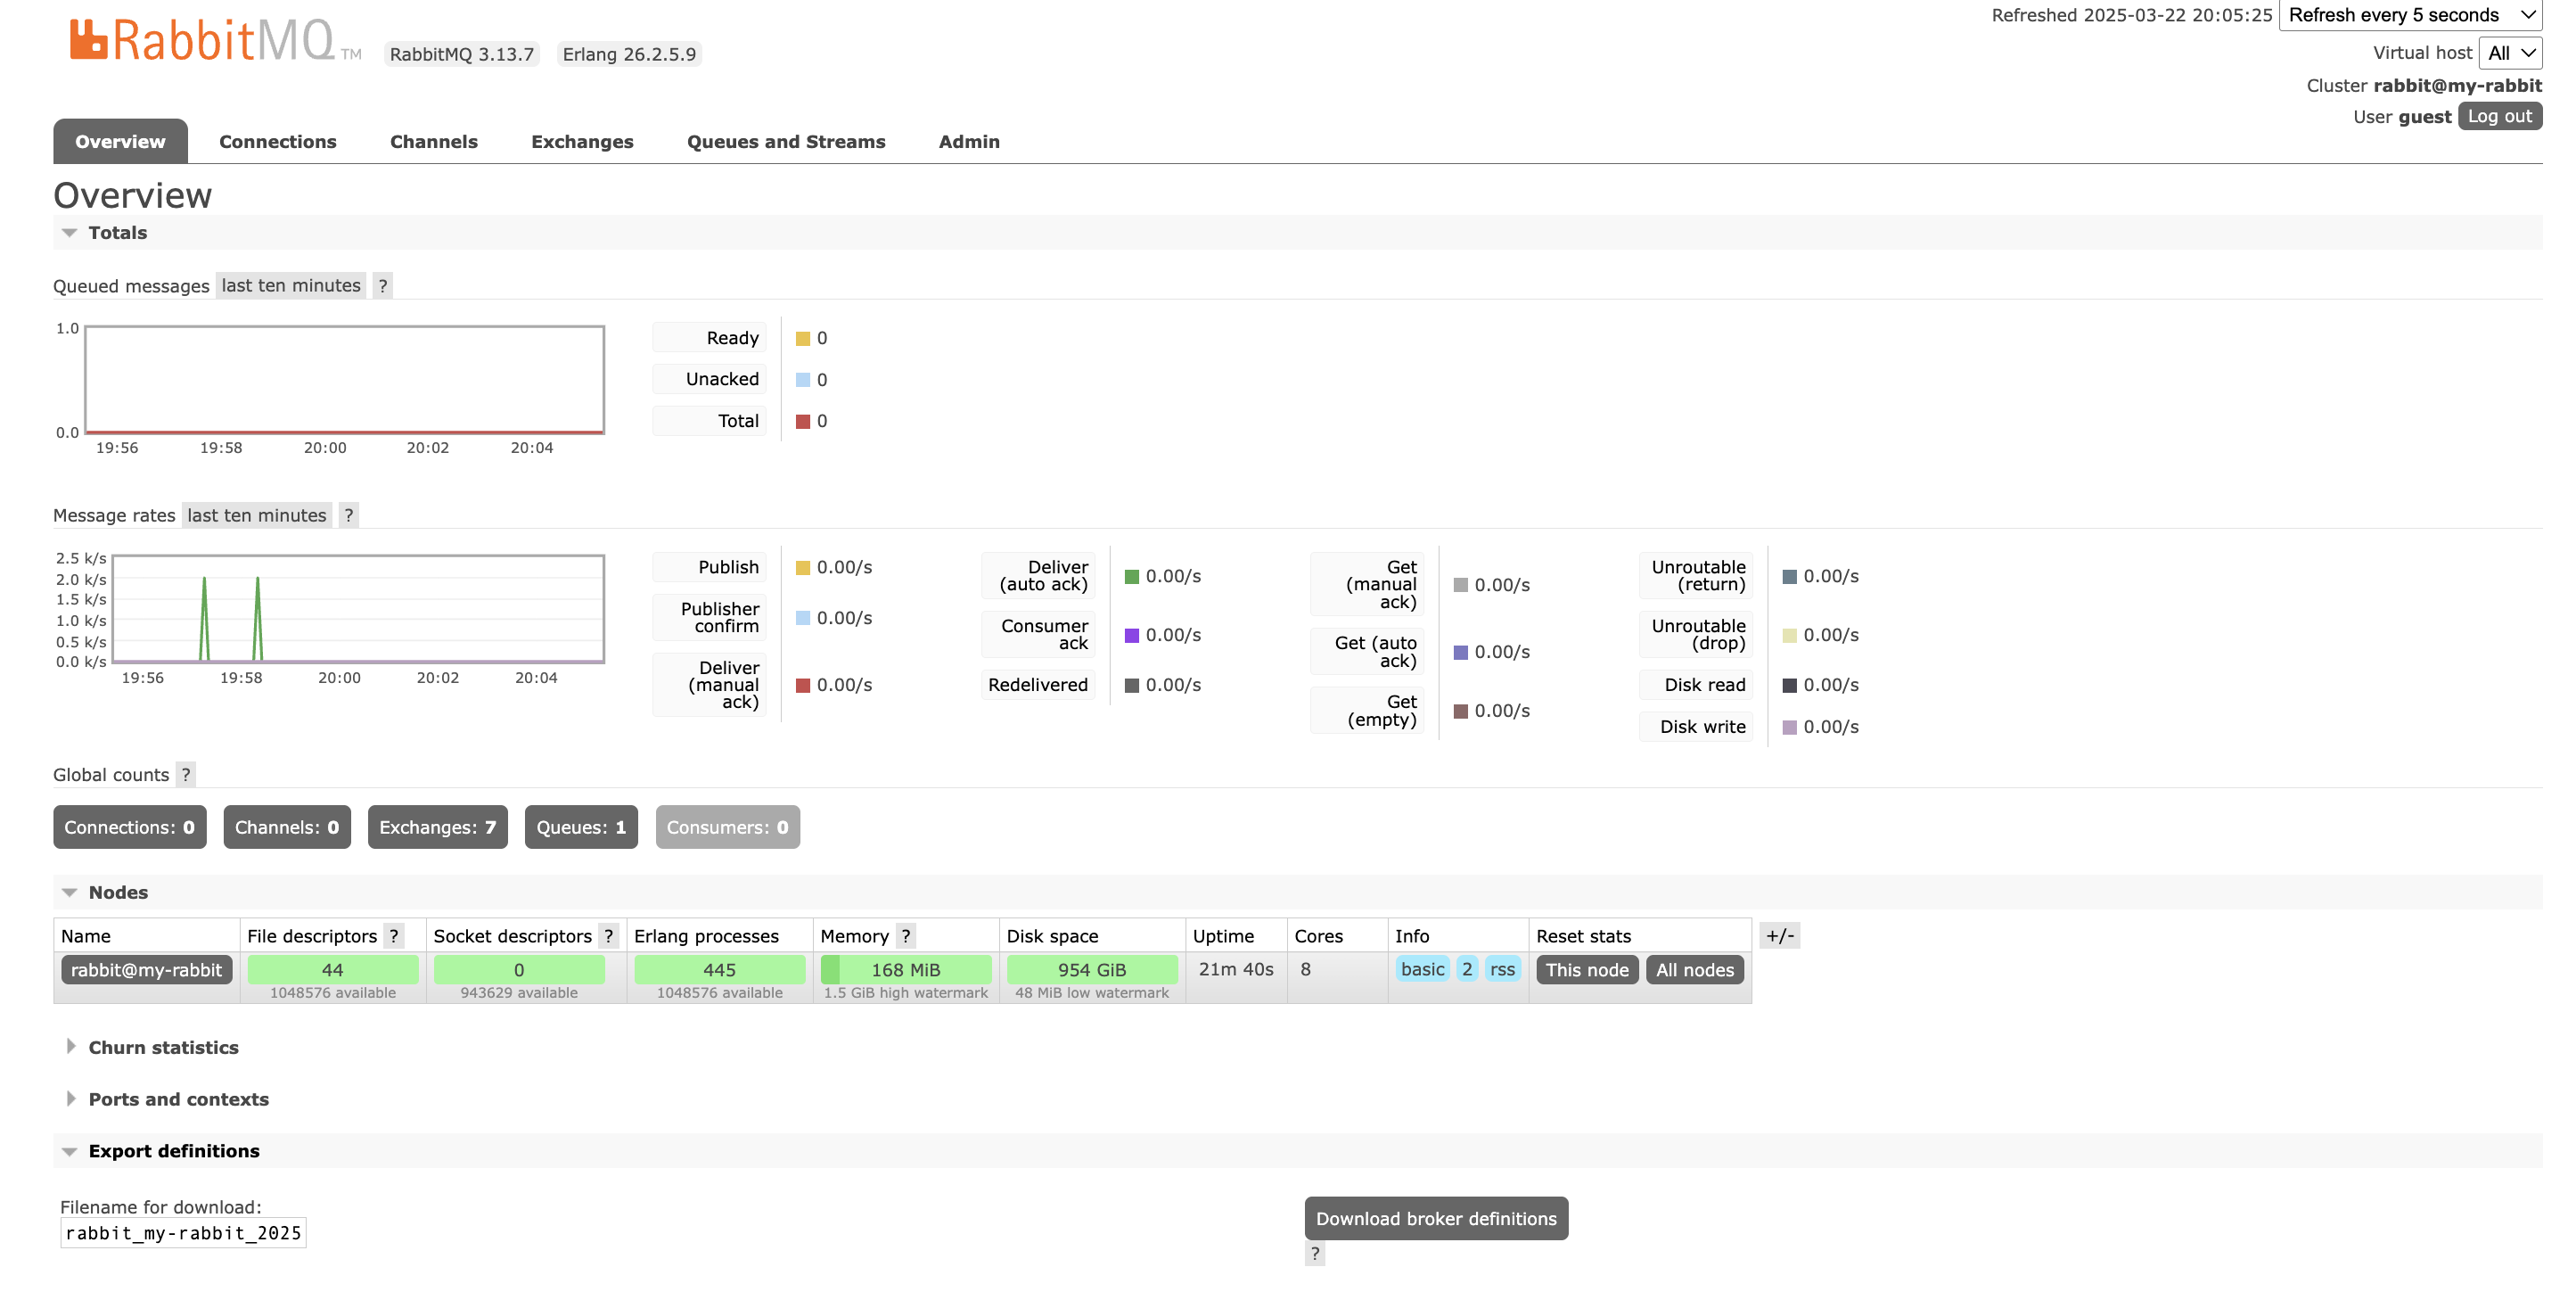 RabbitMQ TM RabbitMQ 3.13.7 Erlang 26.2.5.9
Refreshed 2025-03-22 20:05:25 Refresh every 5 seconds
Virtual host All
Cluster rabbit@my-rabbit
User guest Log out
Overview Connections Channels Exchanges Queues and Streams Admin
Overview
Totals
Queued messages last ten minutes ?
1.0
0.0
19:56 19:58 20:00 20:02 20:04
Ready 0
Unacked 0
Total 0
Message rates last ten minutes ?
2.5 k/s
2.0 k/s
1.5 k/s
1.0 k/s
0.5 k/s
0.0 k/s
19:56 19:58 20:00 20:02 20:04
Publish 0.00/s
Publisher
confirm 0.00/s
Deliver
(manual
ack) 0.00/s
Deliver
(auto ack) 0.00/s
Consumer
ack 0.00/s
Redelivered 0.00/s
Get
(manual
ack) 0.00/s
Get (auto
ack) 0.00/s
Get
(empty) 0.00/s
Unroutable
(return) 0.00/s
Unroutable
(drop) 0.00/s
Disk read 0.00/s
Disk write 0.00/s
Global counts ?
Connections: 0 Channels: 0 Exchanges: 7 Queues: 1 Consumers: 0
Nodes
Name File descriptors ? Socket descriptors ? Erlang processes Memory ? Disk space Uptime Cores Info Reset stats +/-
rabbit@my-rabbit 44 0 445 168 MiB 954 GiB 21m 40s 8 basic 2 rss This node All nodes
1048576 available 943629 available 1048576 available 1.5 GiB high watermark 48 MiB low watermark
Churn statistics
Ports and contexts
Export definitions
Filename for download:
rabbit_my-rabbit_2025
Download broker definitions
?